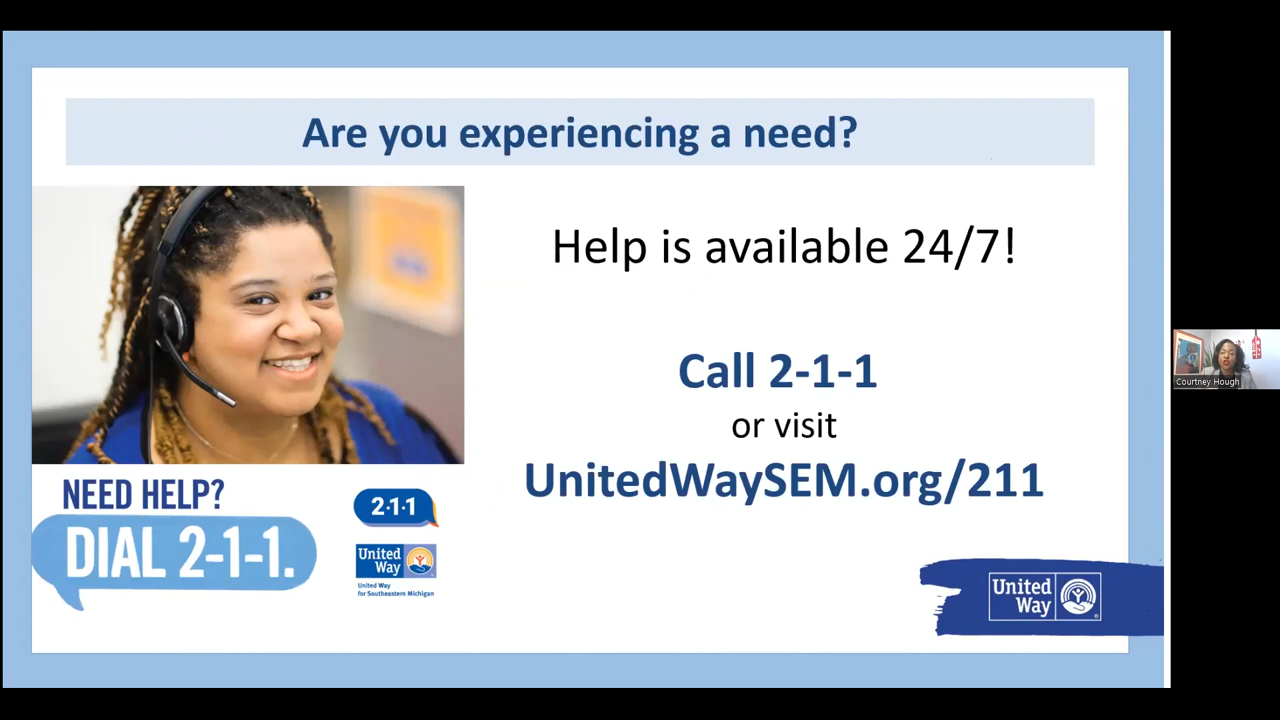 Are you experiencing a need?
Help is available 24/7!
Call 2-1-1
or visit
UnitedWaySEM.org/211
NEED HELP?
DIAL 2-1-1.
2·1·1
United
Way
United Way
for Southeastern Michigan
United
Way
Courtney Hough